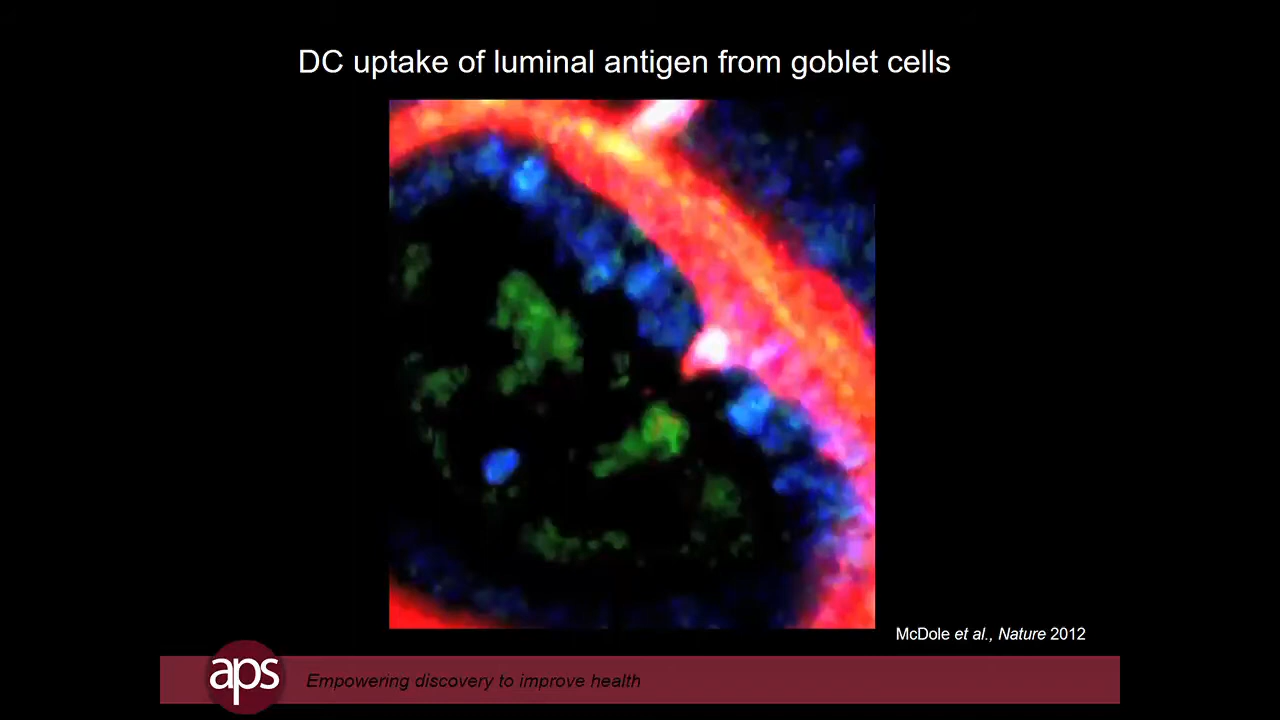 DC uptake of luminal antigen from goblet cells
McDole et al., Nature 2012
aps
Empowering discovery to improve health